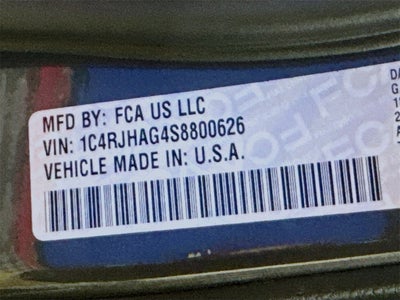 MFD BY: FCA US LLC
VIN: 1C4RJHAG4S8800626
VEHICLE MADE IN: U.S.A.